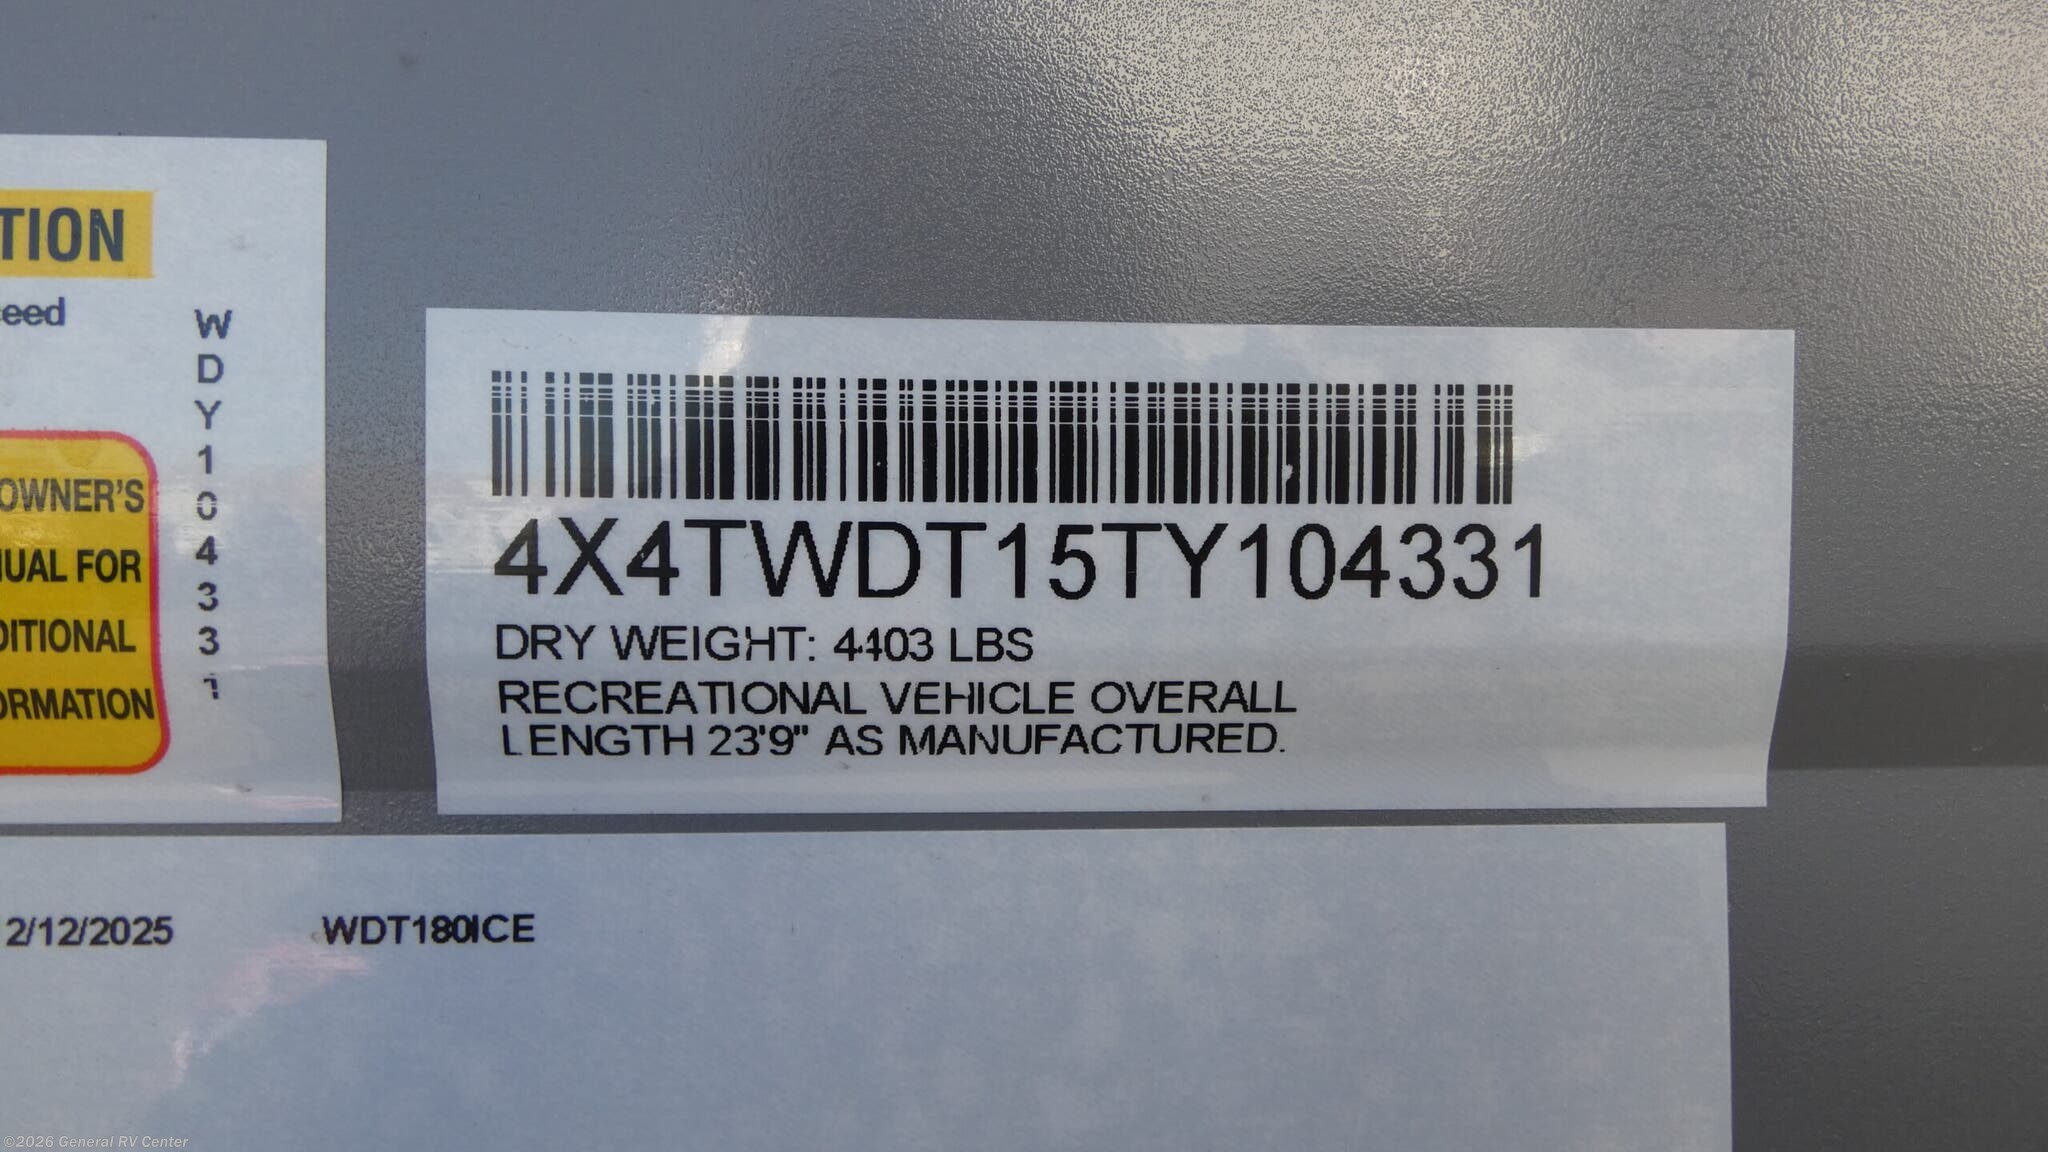 TION
eed
OWNER'S
UAL FOR
DITIONAL
ORMATION
W
D
Y
1
0
4
3
3
1
4X4TWDT15TY104331
DRY WEIGHT: 4403 LBS
RECREATIONAL VEHICLE OVERALL
LENGTH 23'9" AS MANUFACTURED.
2/12/2025 WDT180ICE
©2026 General RV Center